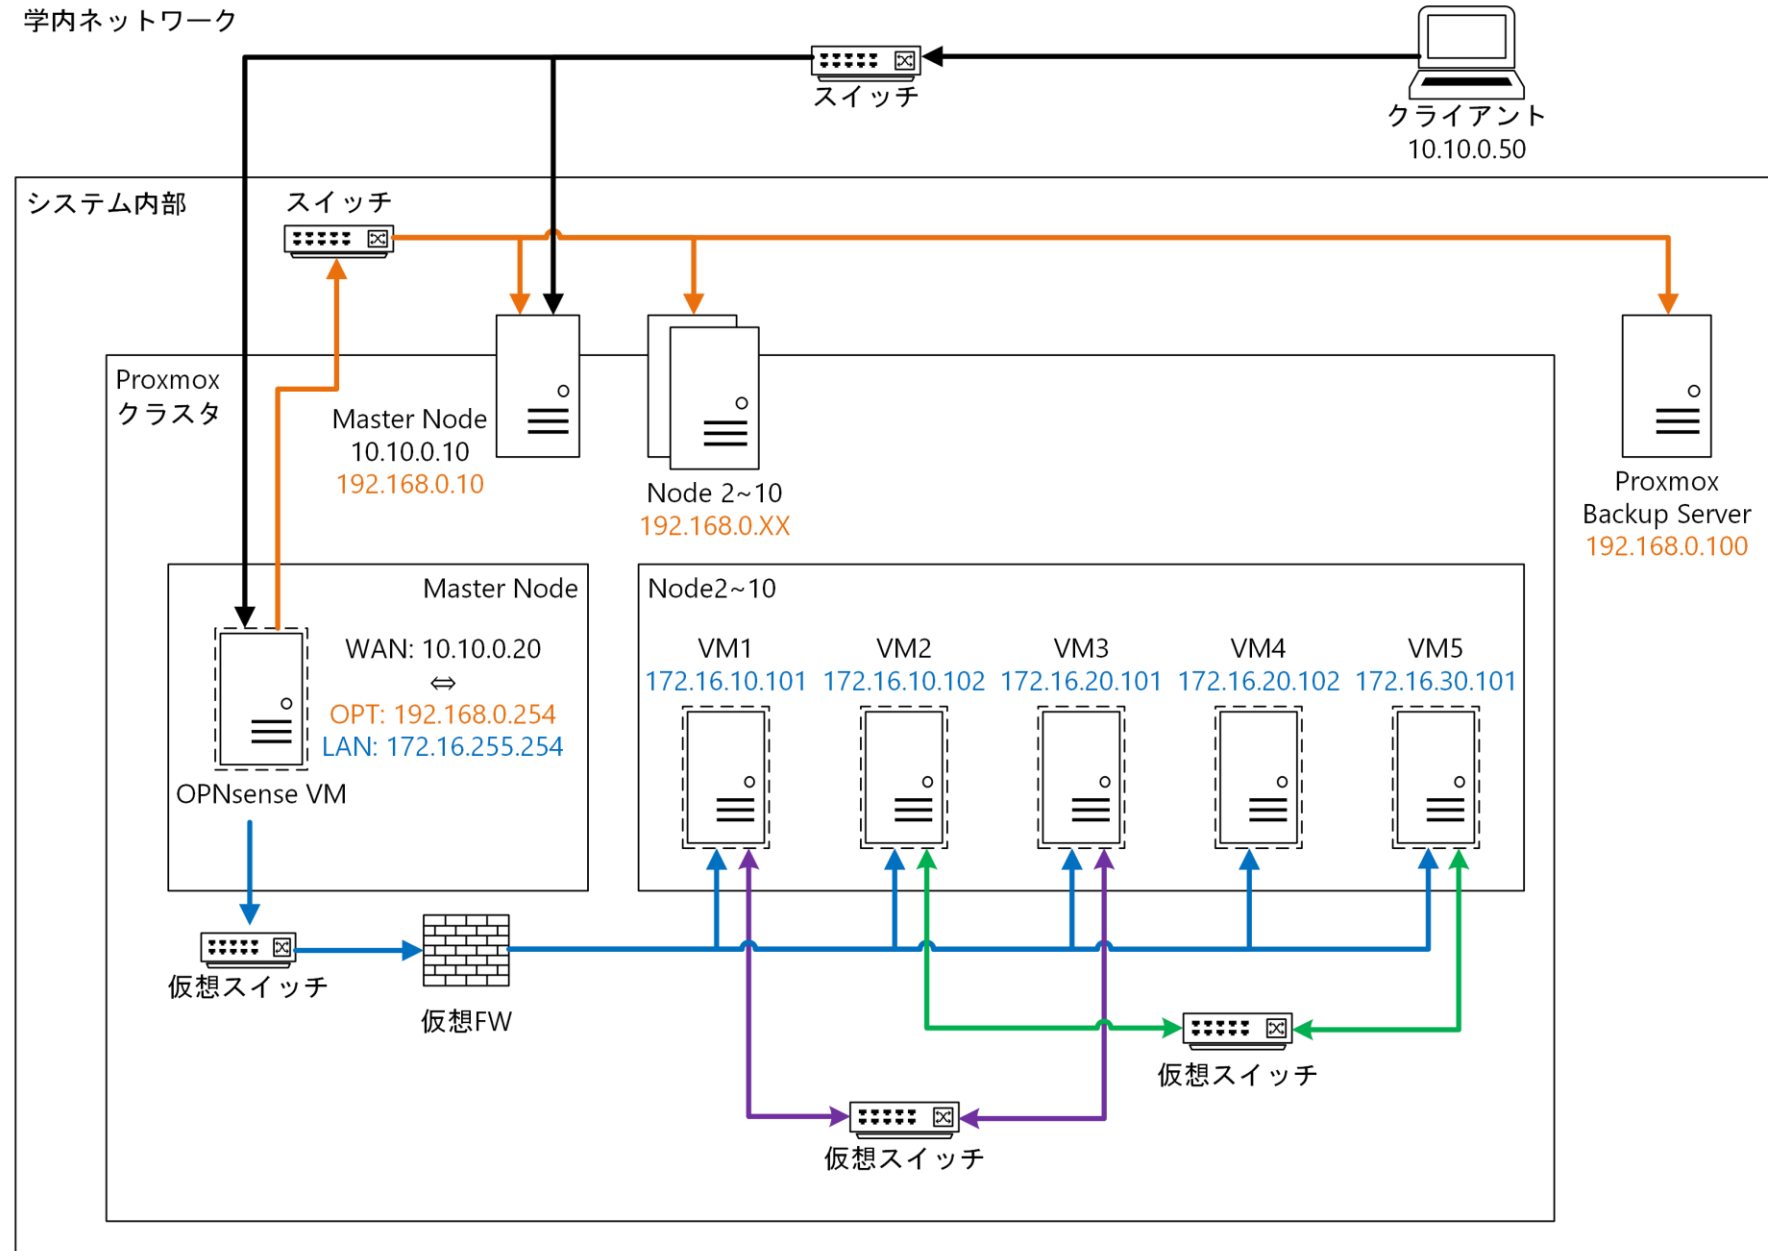 学内ネットワーク
スイッチ
クライアント
10.10.0.50
システム内部
スイッチ
Proxmox
クラスタ
Master Node
10.10.0.10
192.168.0.10
Node 2~10
192.168.0.XX
Proxmox
Backup Server
192.168.0.100
Master Node
WAN: 10.10.0.20
⇔
OPT: 192.168.0.254
LAN: 172.16.255.254
OPNsense VM
Node2~10
VM1
172.16.10.101
VM2
172.16.10.102
VM3
172.16.20.101
VM4
172.16.20.102
VM5
172.16.30.101
仮想スイッチ
仮想FW
仮想スイッチ
仮想スイッチ